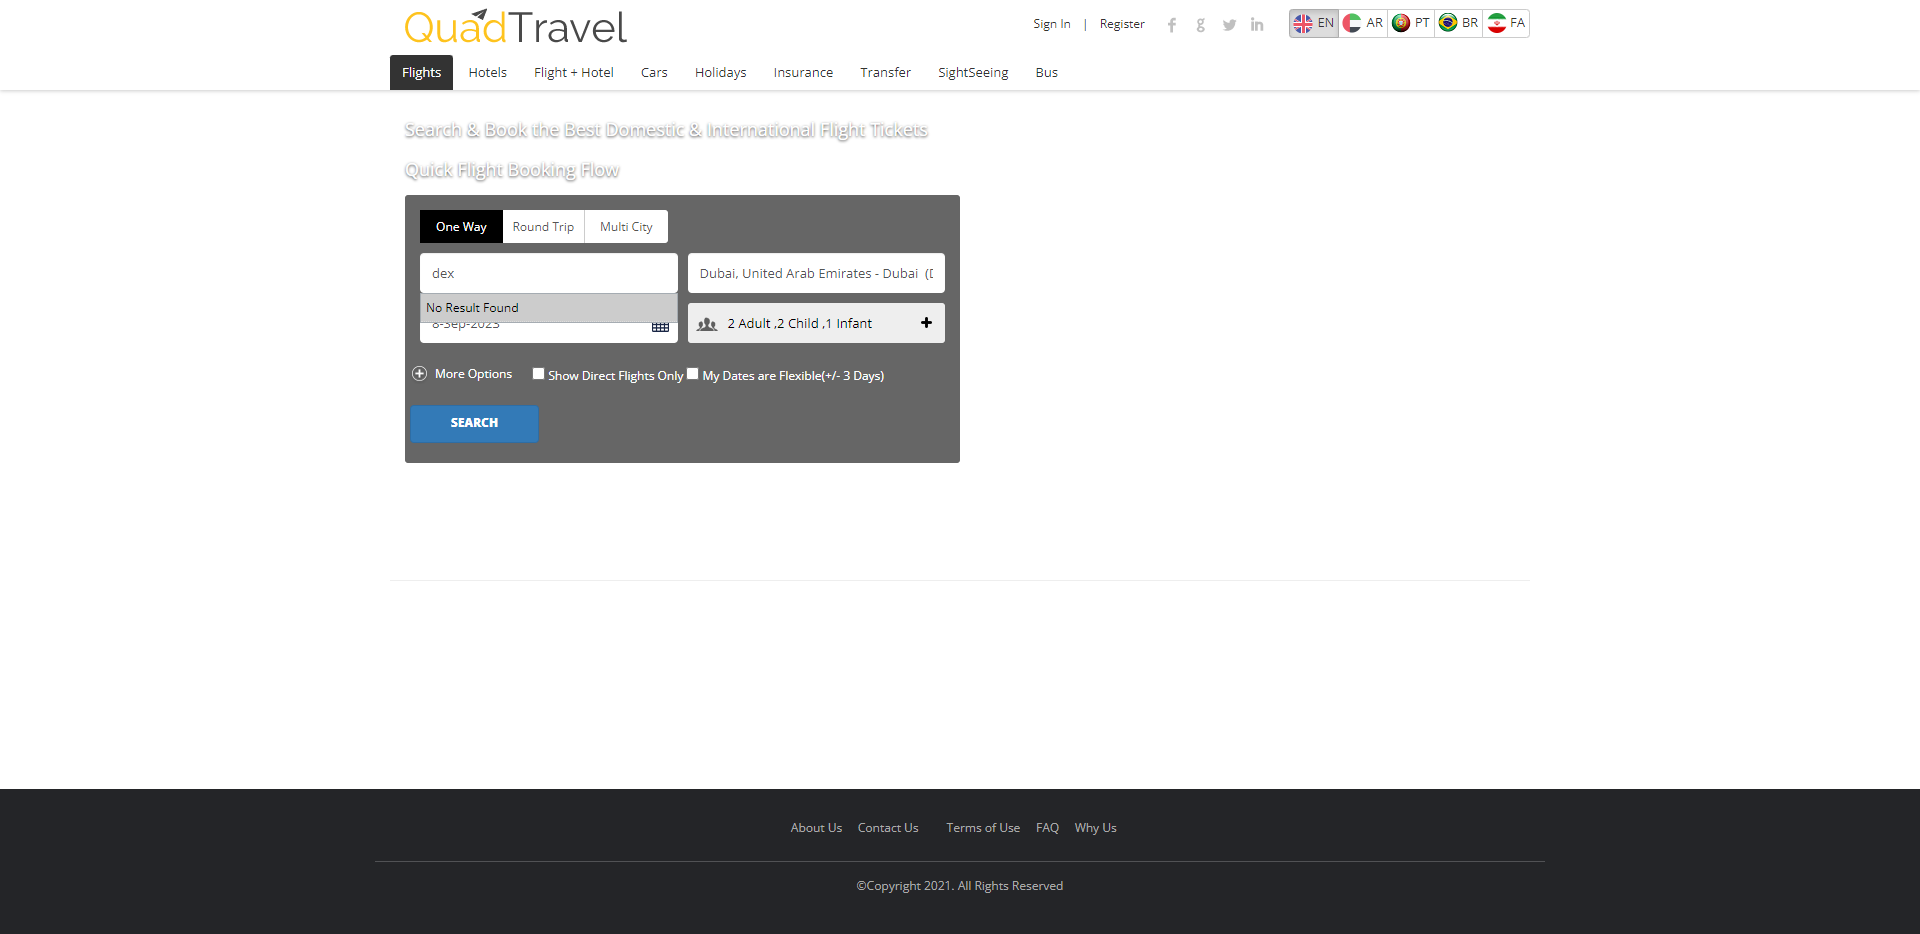 QuadTravel
Sign In | Register
EN AR PT BR FA
Flights Hotels Flight + Hotel Cars Holidays Insurance Transfer SightSeeing Bus
Search & Book the Best Domestic & International Flight Tickets
Quick Flight Booking Flow
One Way Round Trip Multi City
dex
Dubai, United Arab Emirates - Dubai (
No Result Found
8-Sep-2023
2 Adult ,2 Child ,1 Infant
More Options Show Direct Flights Only My Dates are Flexible(+/- 3 Days)
SEARCH
About Us Contact Us Terms of Use FAQ Why Us
©Copyright 2021. All Rights Reserved